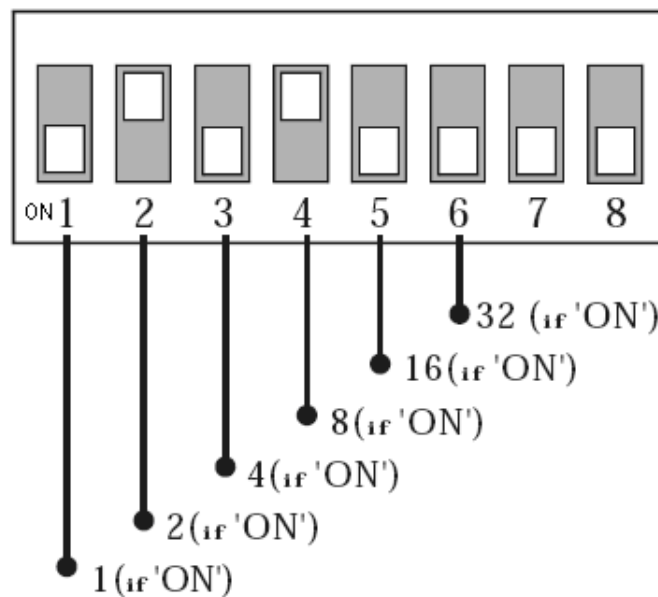 ON 1 2 3 4 5 6 7 8
32 (if 'ON')
16 (if 'ON')
8 (if 'ON')
4 (if 'ON')
2 (if 'ON')
1 (if 'ON')